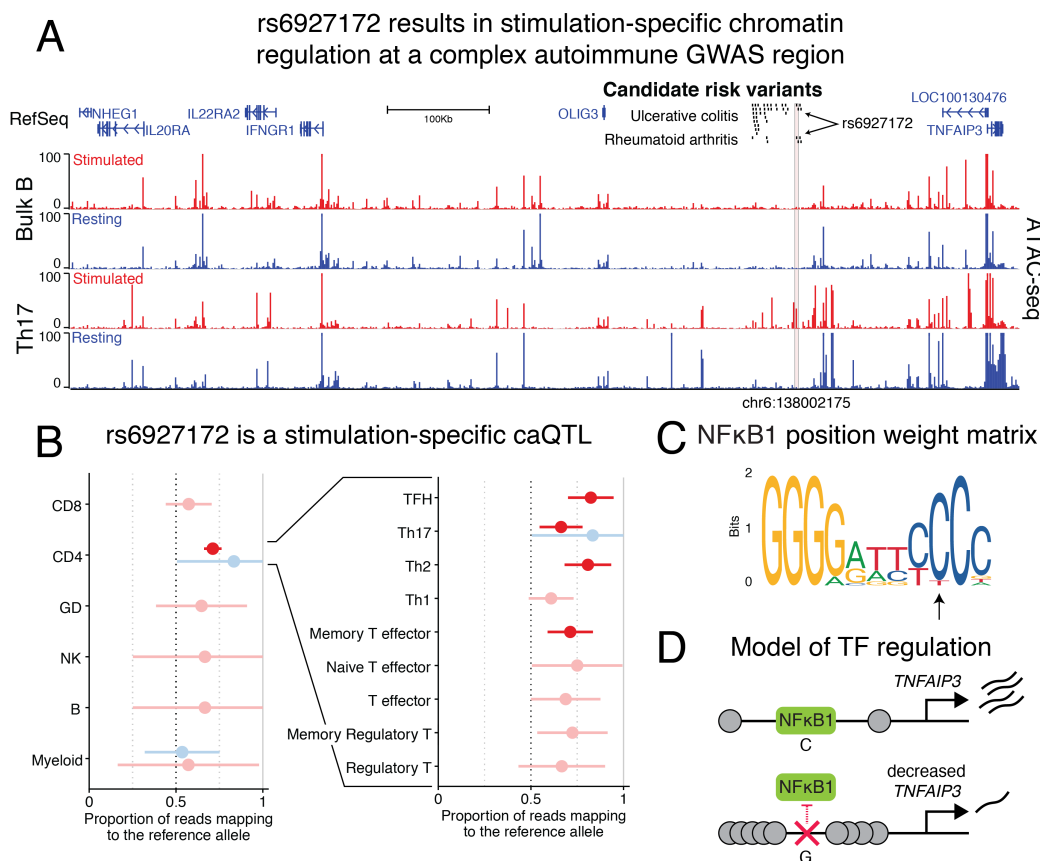 A
rs6927172 results in stimulation-specific chromatin
regulation at a complex autoimmune GWAS region
RefSeq
NHEG1
IL20RA
IL22RA2
IFNGR1
100Kb
OLIG3
Candidate risk variants
Ulcerative colitis
Rheumatoid arthritis
rs6927172
LOC100130476
TNFAIP3
Bulk B
100
Stimulated
0
100
Resting
0
Th17
100
Stimulated
0
100
Resting
0
ATAC-seq
chr6:138002175
B
rs6927172 is a stimulation-specific caQTL
CD8
CD4
GD
NK
B
Myeloid
0
0.5
1
Proportion of reads mapping
to the reference allele
TFH
Th17
Th2
Th1
Memory T effector
Naive T effector
T effector
Memory Regulatory T
Regulatory T
0
0.5
1
Proportion of reads mapping
to the reference allele
C
NFκB1 position weight matrix
Bits
2
1
0
D
Model of TF regulation
TNFAIP3
NFκB1
C
NFκB1
decreased
TNFAIP3
G